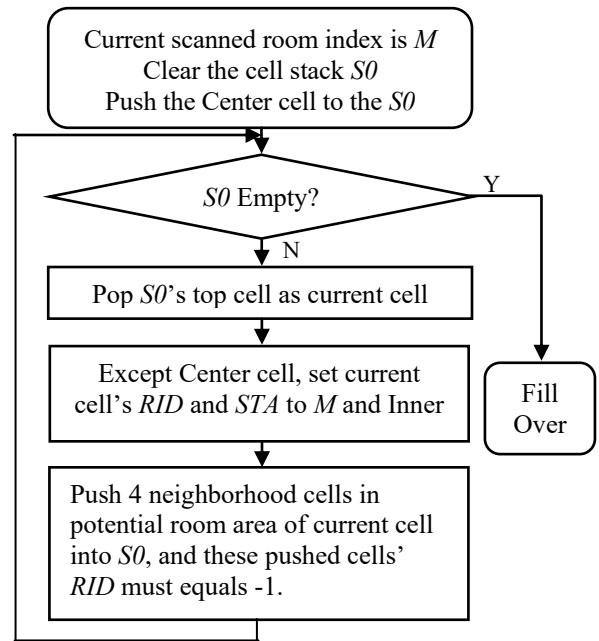 Current scanned room index is M
Clear the cell stack S0
Push the Center cell to the S0
S0 Empty?
Y
N
Pop S0's top cell as current cell
Except Center cell, set current
cell's RID and STA to M and Inner
Fill
Over
Push 4 neighborhood cells in
potential room area of current cell
into S0, and these pushed cells'
RID must equals -1.